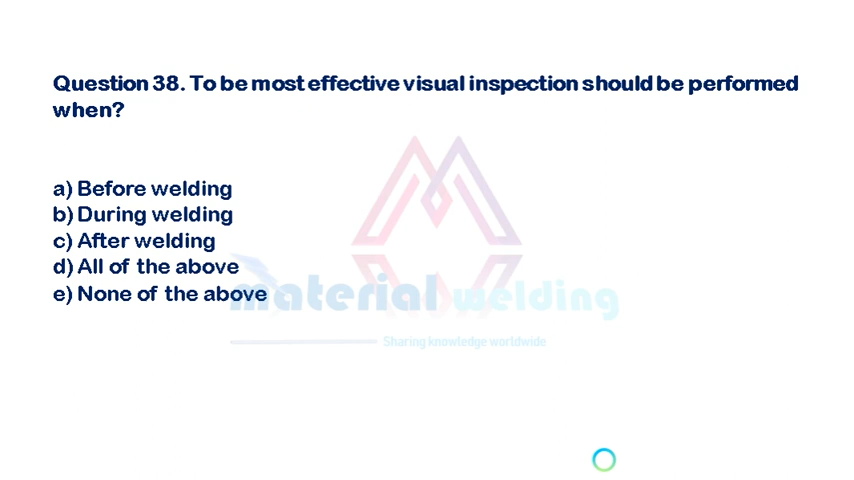 Question 38. To be most effective visual inspection should be performed
when?
a) Before welding
b) During welding
c) After welding
d) All of the above
e) None of the above
material welding
Sharing knowledge worldwide